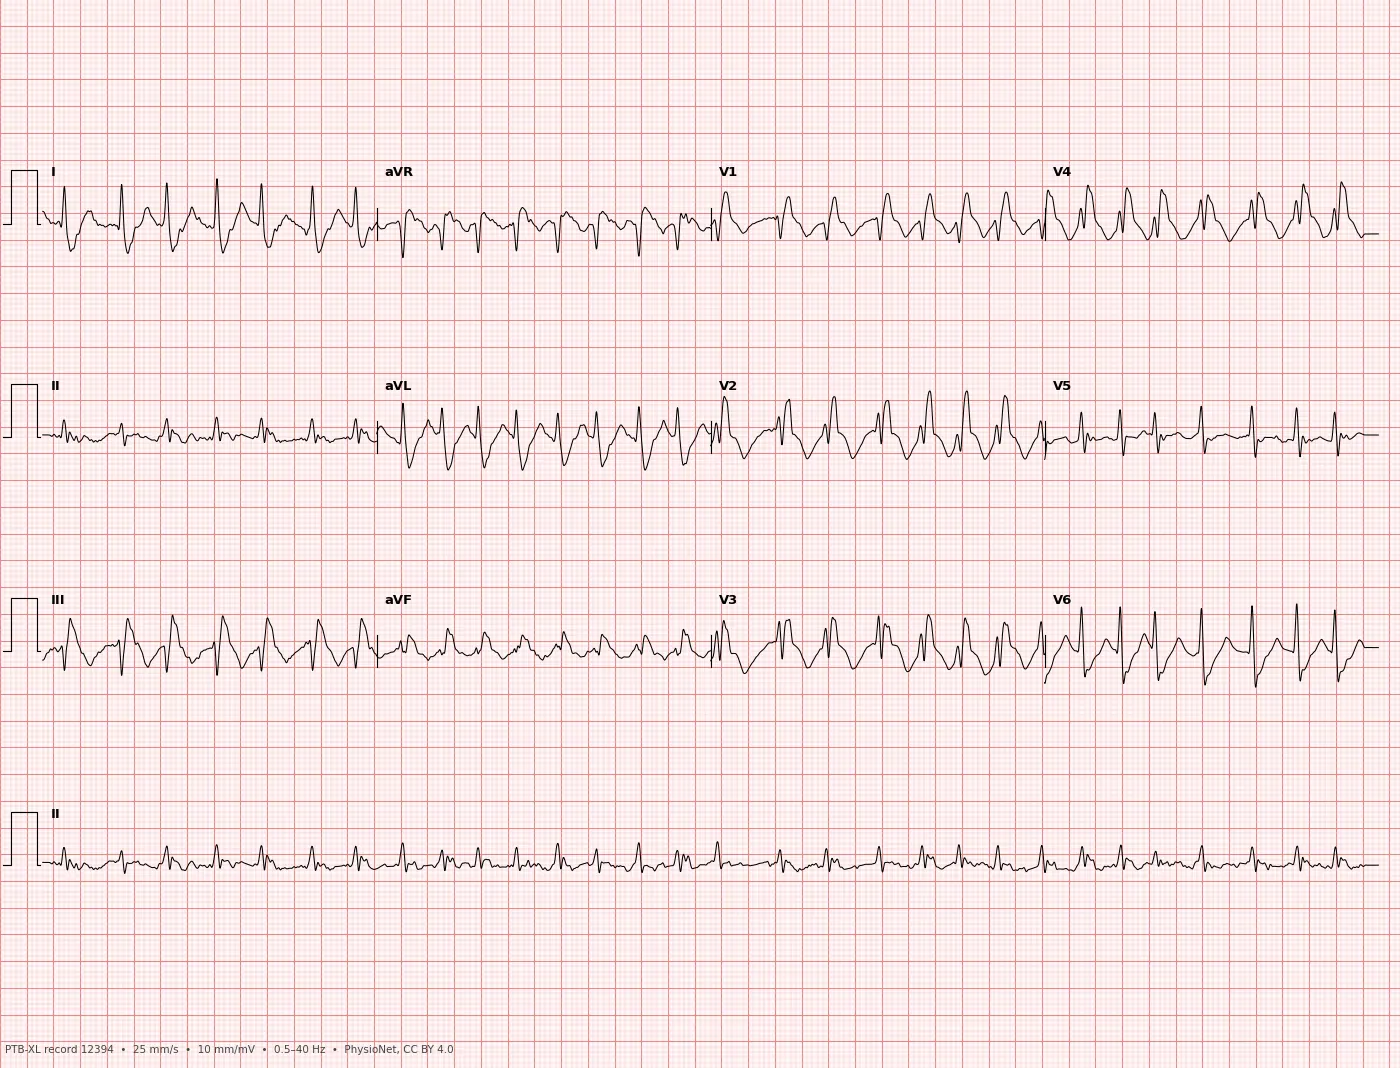 I aVR V1 V4
II aVL V2 V5
III aVF V3 V6
II
PTB-XL record 12394 • 25 mm/s • 10 mm/mV • 0.5–40 Hz • PhysioNet, CC BY 4.0